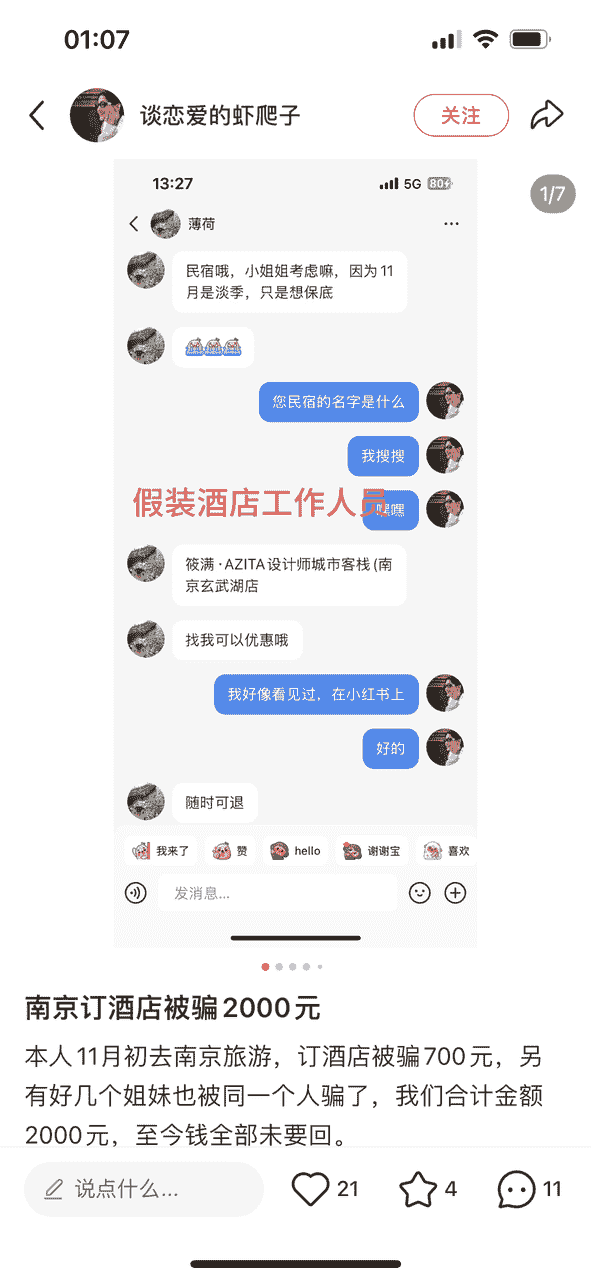 01:07
谈恋爱的虾爬子
关注
1/7
13:27
5G 80
薄荷
民宿哦，小姐姐考虑嘛，因为11
月是淡季，只是想保底
您民宿的名字是什么
我搜搜
假装酒店工作人员
嘿嘿
筱满·AZITA设计师城市客栈(南
京玄武湖店
找我可以优惠哦
我好像看见过，在小红书上
好的
随时可退
我来了 赞 hello 谢谢宝 喜欢
发消息...
南京订酒店被骗2000元
本人11月初去南京旅游，订酒店被骗700元，另
有好几个姐妹也被同一个人骗了，我们合计金额
2000元，至今钱全部未要回。
说点什么... 21 4 11